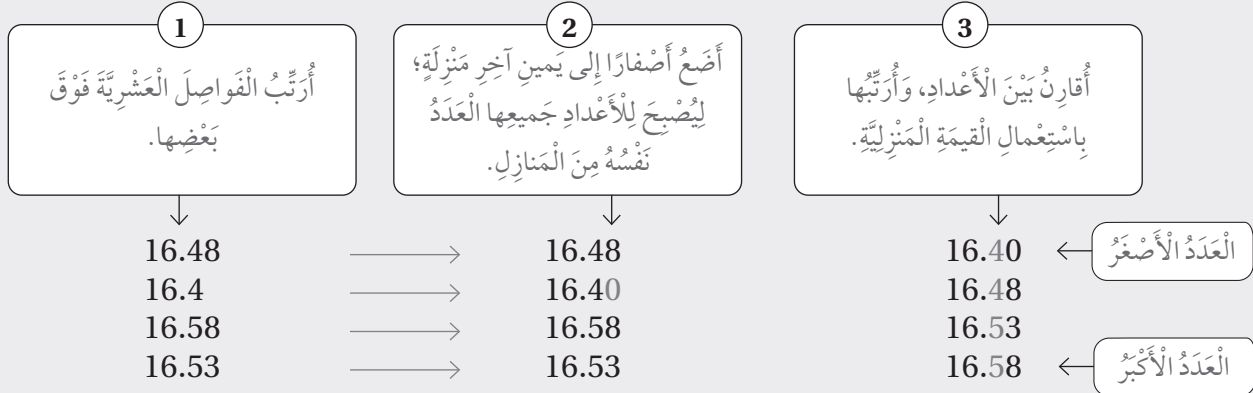 1
أُرَتِّبُ الْفَواصِلَ الْعَشْرِيَّةَ فَوْقَ
بَعْضِها.
2
أَضَعُ أَصْفارًا إِلى يَمينِ آخِرِ مَنْزِلَةٍ؛
لِيُصْبِحَ لِلْأَعْدادِ جَميعِها الْعَدَدُ
نَفْسُهُ مِنَ الْمَنازِلِ.
3
أُقارِنُ بَيْنَ الْأَعْدادِ، وَأُرَتِّبُها
بِاسْتِعْمالِ الْقيمَةِ الْمَنْزِلِيَّةِ.
16.48
16.4
16.58
16.53
16.48
16.40
16.58
16.53
16.40
16.48
16.53
16.58
الْعَدَدُ الْأَصْغَرُ
الْعَدَدُ الْأَكْبَرُ